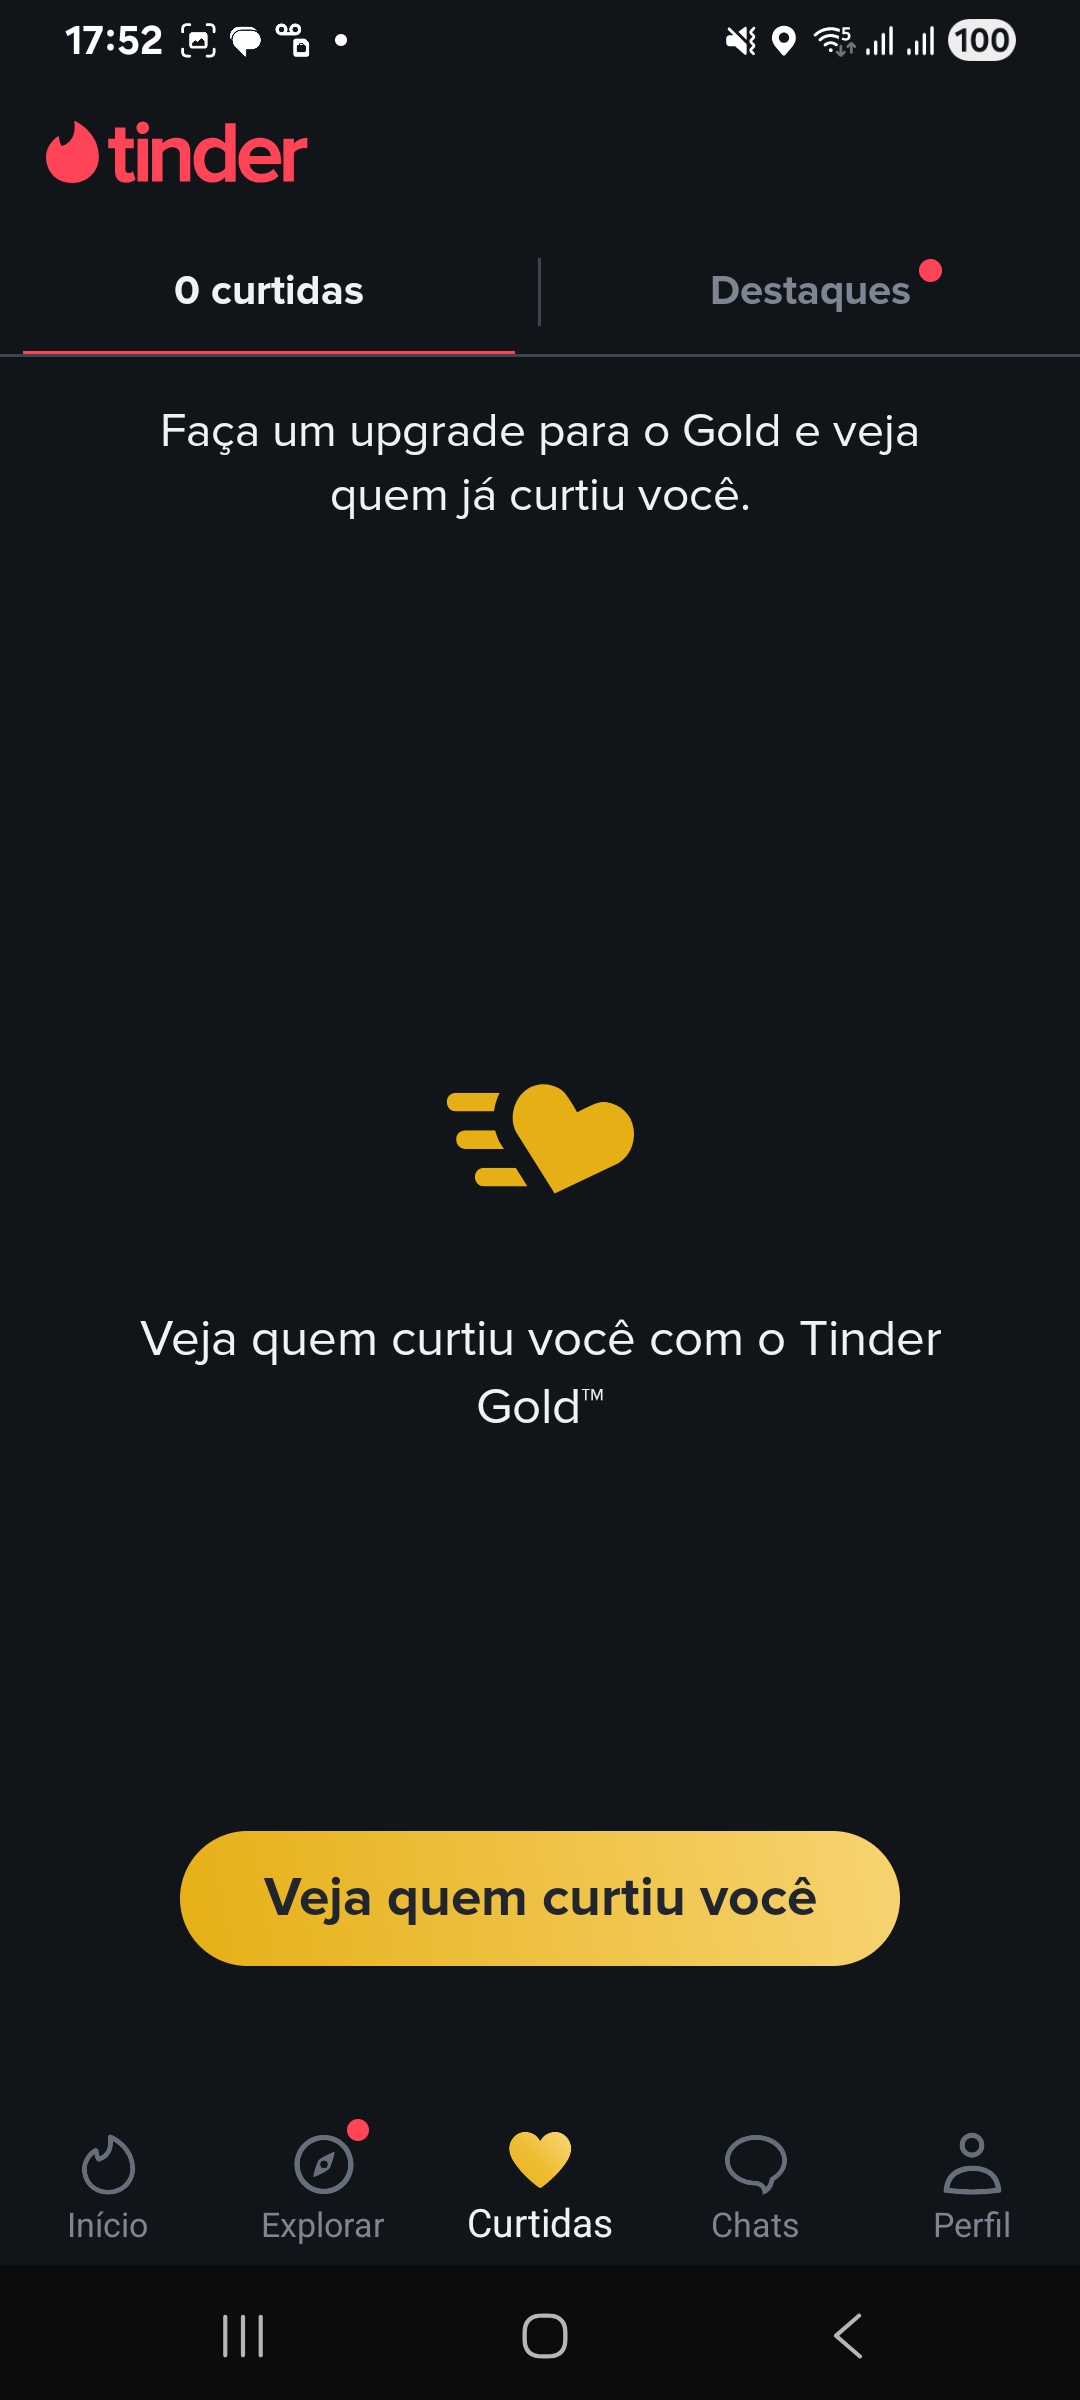 17:52
5
100
tinder
0 curtidas
Destaques
Faça um upgrade para o Gold e veja
quem já curtiu você.
Veja quem curtiu você com o Tinder
Gold™
Veja quem curtiu você
Início
Explorar
Curtidas
Chats
Perfil